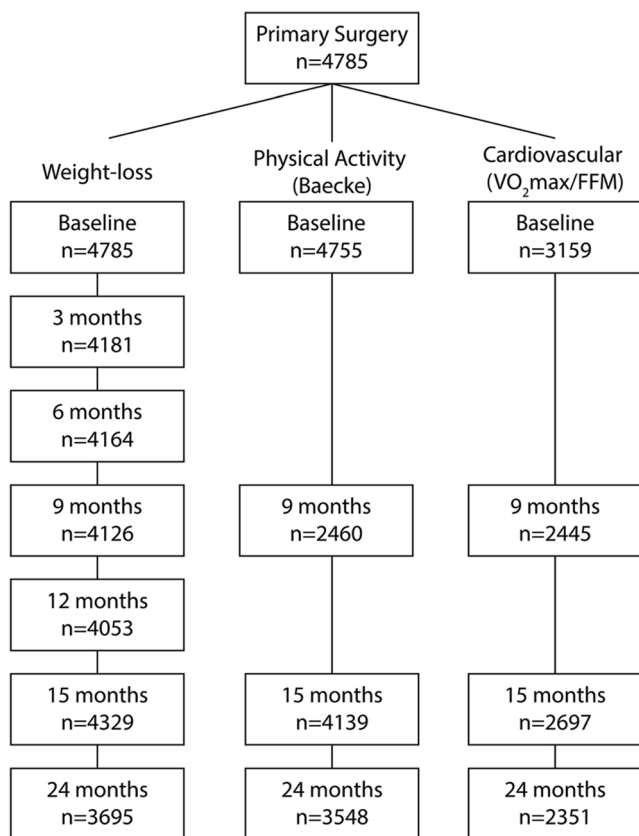 Primary Surgery
n=4785
Weight-loss
Physical Activity
(Baecke)
Cardiovascular
(VO₂max/FFM)
Baseline
n=4785
Baseline
n=4755
Baseline
n=3159
3 months
n=4181
6 months
n=4164
9 months
n=4126
9 months
n=2460
9 months
n=2445
12 months
n=4053
15 months
n=4329
15 months
n=4139
15 months
n=2697
24 months
n=3695
24 months
n=3548
24 months
n=2351